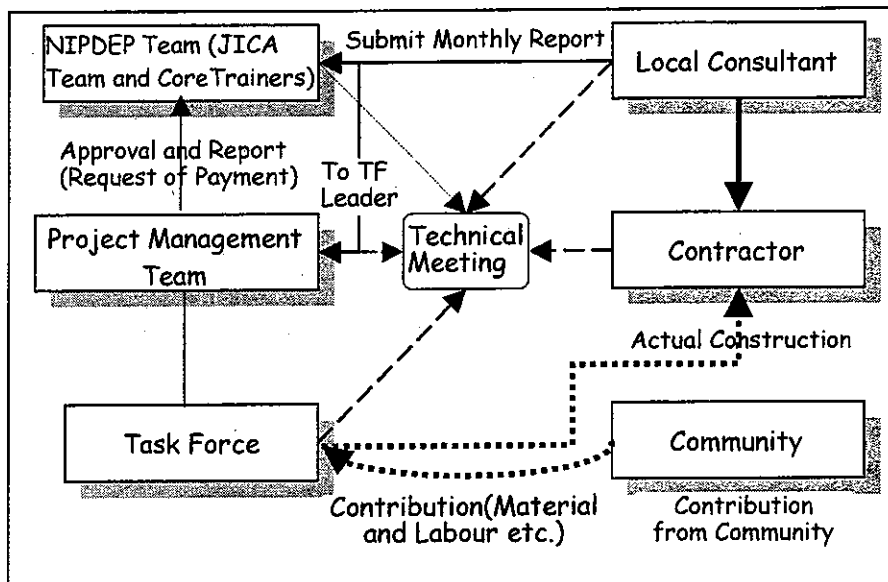 NIPDEP Team (JICA
Team and CoreTrainers)
Submit Monthly Report
Local Consultant
Approval and Report
(Request of Payment)
To TF
Leader
Project Management
Team
Technical
Meeting
Contractor
Actual Construction
Task Force
Community
Contribution(Material
and Labour etc.)
Contribution
from Community